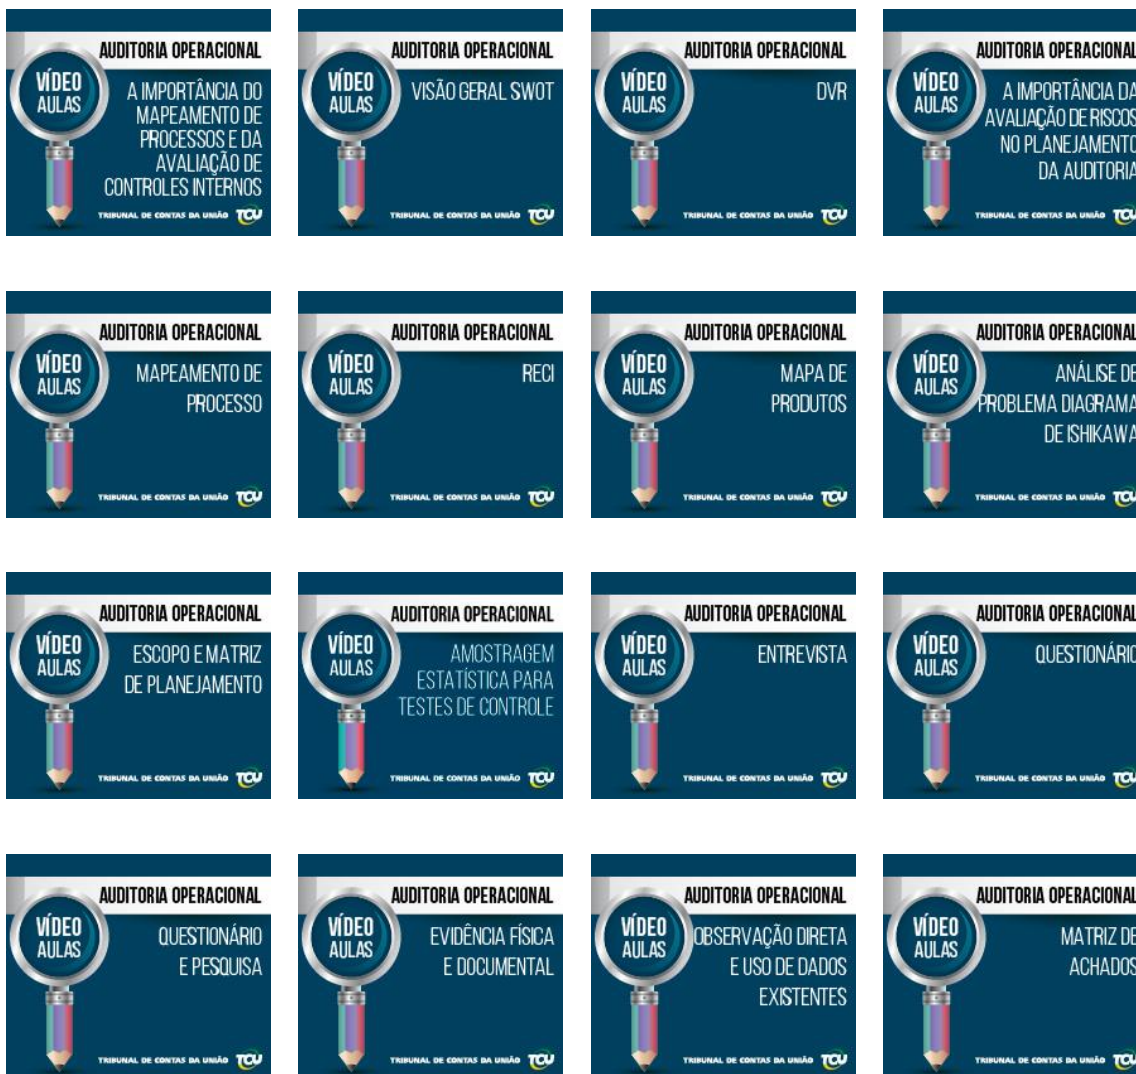 AUDITORIA OPERACIONAL
VÍDEO
AULAS
A IMPORTÂNCIA DO
MAPEAMENTO DE
PROCESSOS E DA
AVALIAÇÃO DE
CONTROLES INTERNOS
TRIBUNAL DE CONTAS DA UNIÃO TCU
AUDITORIA OPERACIONAL
VÍDEO
AULAS
VISÃO GERAL SWOT
TRIBUNAL DE CONTAS DA UNIÃO TCU
AUDITORIA OPERACIONAL
VÍDEO
AULAS
DVR
TRIBUNAL DE CONTAS DA UNIÃO TCU
AUDITORIA OPERACIONAL
VÍDEO
AULAS
A IMPORTÂNCIA DA
AVALIAÇÃO DE RISCOS
NO PLANEJAMENTO
DA AUDITORIA
TRIBUNAL DE CONTAS DA UNIÃO TCU
AUDITORIA OPERACIONAL
VÍDEO
AULAS
MAPEAMENTO DE
PROCESSO
TRIBUNAL DE CONTAS DA UNIÃO TCU
AUDITORIA OPERACIONAL
VÍDEO
AULAS
RECI
TRIBUNAL DE CONTAS DA UNIÃO TCU
AUDITORIA OPERACIONAL
VÍDEO
AULAS
MAPA DE
PRODUTOS
TRIBUNAL DE CONTAS DA UNIÃO TCU
AUDITORIA OPERACIONAL
VÍDEO
AULAS
ANÁLISE DE
PROBLEMA DIAGRAMA
DE ISHIKAWA
TRIBUNAL DE CONTAS DA UNIÃO TCU
AUDITORIA OPERACIONAL
VÍDEO
AULAS
ESCOPO E MATRIZ
DE PLANEJAMENTO
TRIBUNAL DE CONTAS DA UNIÃO TCU
AUDITORIA OPERACIONAL
VÍDEO
AULAS
AMOSTRAGEM
ESTATÍSTICA PARA
TESTES DE CONTROLE
TRIBUNAL DE CONTAS DA UNIÃO TCU
AUDITORIA OPERACIONAL
VÍDEO
AULAS
ENTREVISTA
TRIBUNAL DE CONTAS DA UNIÃO TCU
AUDITORIA OPERACIONAL
VÍDEO
AULAS
QUESTIONÁRIO
TRIBUNAL DE CONTAS DA UNIÃO TCU
AUDITORIA OPERACIONAL
VÍDEO
AULAS
QUESTIONÁRIO
E PESQUISA
TRIBUNAL DE CONTAS DA UNIÃO TCU
AUDITORIA OPERACIONAL
VÍDEO
AULAS
EVIDÊNCIA FÍSICA
E DOCUMENTAL
TRIBUNAL DE CONTAS DA UNIÃO TCU
AUDITORIA OPERACIONAL
VÍDEO
AULAS
OBSERVAÇÃO DIRETA
E USO DE DADOS
EXISTENTES
TRIBUNAL DE CONTAS DA UNIÃO TCU
AUDITORIA OPERACIONAL
VÍDEO
AULAS
MATRIZ DE
ACHADOS
TRIBUNAL DE CONTAS DA UNIÃO TCU